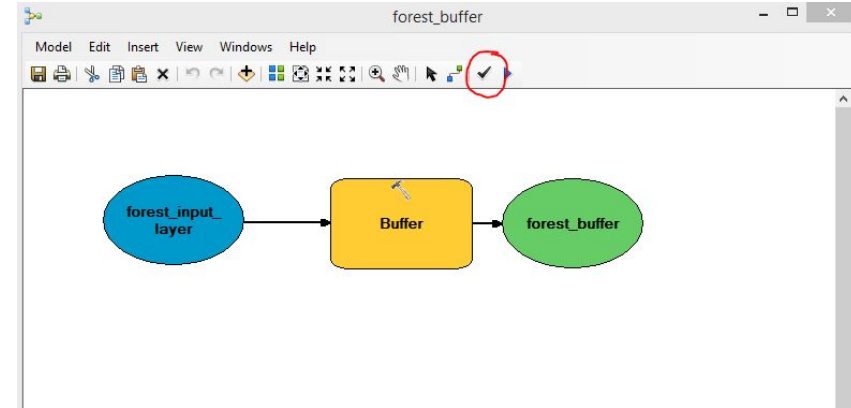 forest_buffer
Model Edit Insert View Windows Help
forest_input_
layer
Buffer
forest_buffer